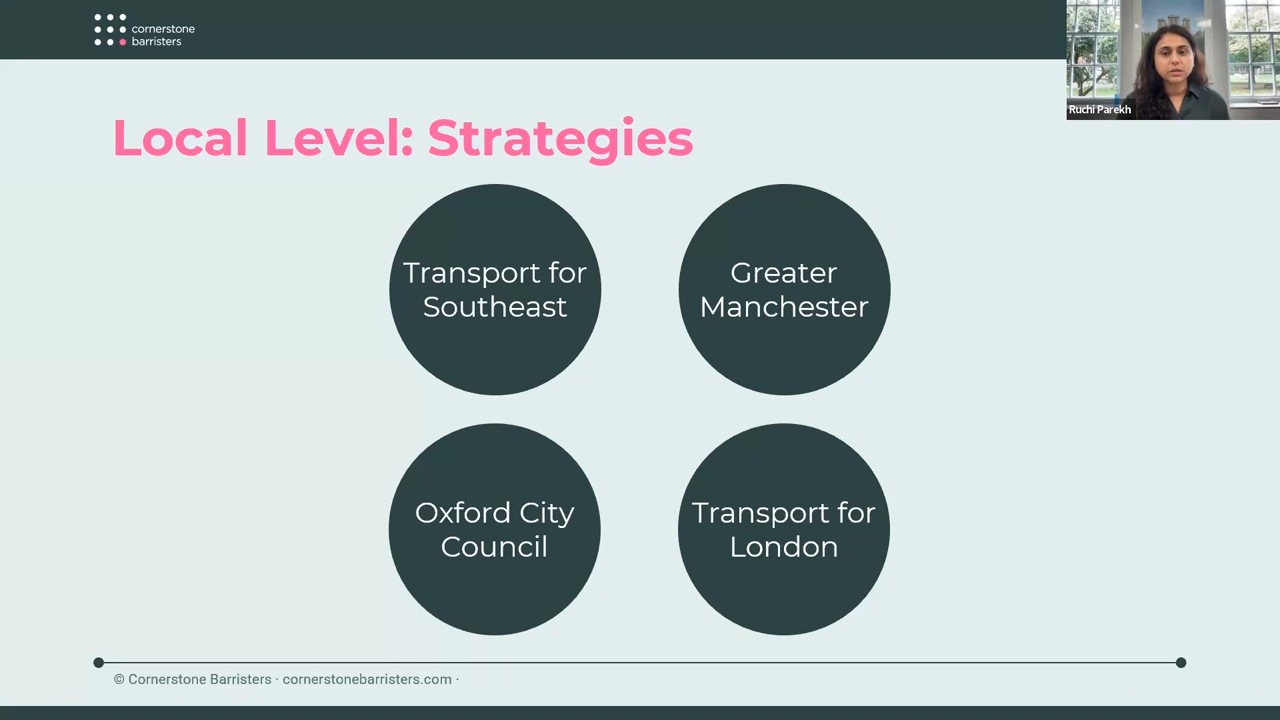 cornerstone
barristers
Ruchi Parekh
Local Level: Strategies
Transport for
Southeast
Greater
Manchester
Oxford City
Council
Transport for
London
© Cornerstone Barristers · cornerstonebarristers.com ·